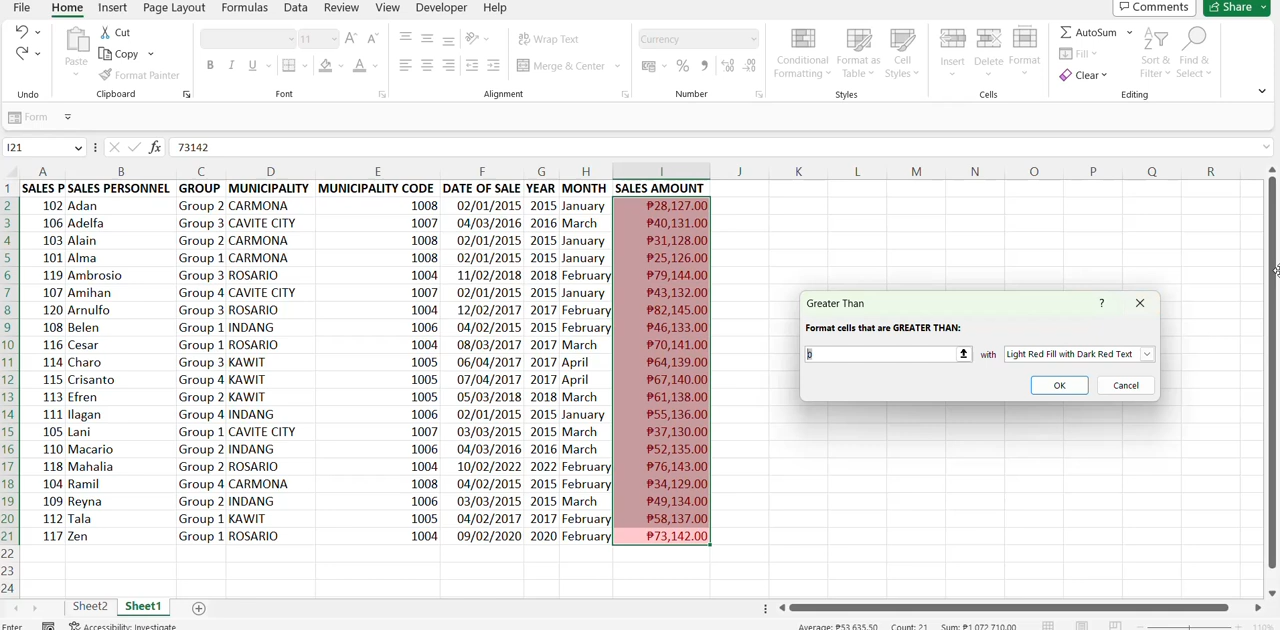 File Home Insert Page Layout Formulas Data Review View Developer Help Comments Share
Cut
Copy
Format Painter
Paste
Undo Clipboard
11
B I U
Font
Wrap Text
Merge & Center
Alignment
Currency
Number
Conditional Formatting
Format as Table
Cell Styles
Styles
Insert Delete Format
Cells
AutoSum
Fill
Clear
Sort & Filter
Find & Select
Editing
Form
I21 fx 73142
A B C D E F G H I J K L M N O P Q R
1 SALES P SALES PERSONNEL GROUP MUNICIPALITY MUNICIPALITY CODE DATE OF SALE YEAR MONTH SALES AMOUNT
2 102 Adan Group 2 CARMONA 1008 02/01/2015 2015 January ₱28,127.00
3 106 Adelfa Group 3 CAVITE CITY 1007 04/03/2016 2016 March ₱40,131.00
4 103 Alain Group 2 CARMONA 1008 02/01/2015 2015 January ₱31,128.00
5 101 Alma Group 1 CARMONA 1008 02/01/2015 2015 January ₱25,126.00
6 119 Ambrosio Group 3 ROSARIO 1004 11/02/2018 2018 February ₱79,144.00
7 107 Amihan Group 4 CAVITE CITY 1007 02/01/2015 2015 January ₱43,132.00
8 120 Arnulfo Group 3 ROSARIO 1004 12/02/2017 2017 February ₱82,145.00
9 108 Belen Group 1 INDANG 1006 04/02/2015 2015 February ₱46,133.00
10 116 Cesar Group 1 ROSARIO 1004 08/03/2017 2017 March ₱70,141.00
11 114 Charo Group 3 KAWIT 1005 06/04/2017 2017 April ₱64,139.00
12 115 Crisanto Group 4 KAWIT 1005 07/04/2017 2017 April ₱67,140.00
13 113 Efren Group 2 KAWIT 1005 05/03/2018 2018 March ₱61,138.00
14 111 Ilagan Group 4 INDANG 1006 02/01/2015 2015 January ₱55,136.00
15 105 Lani Group 1 CAVITE CITY 1007 03/03/2015 2015 March ₱37,130.00
16 110 Macario Group 2 INDANG 1006 04/03/2016 2016 March ₱52,135.00
17 118 Mahalia Group 2 ROSARIO 1004 10/02/2022 2022 February ₱76,143.00
18 104 Ramil Group 4 CARMONA 1008 04/02/2015 2015 February ₱34,129.00
19 109 Reyna Group 2 INDANG 1006 03/03/2015 2015 March ₱49,134.00
20 112 Tala Group 1 KAWIT 1005 04/02/2017 2017 February ₱58,137.00
21 117 Zen Group 1 ROSARIO 1004 09/02/2020 2020 February ₱73,142.00
22
23
24
Greater Than ?
Format cells that are GREATER THAN:
with Light Red Fill with Dark Red Text
OK Cancel
Sheet2 Sheet1
Enter Accessibility: Investigate Average: ₱53,635.50 Count: 21 Sum: ₱1,072,710.00 110%